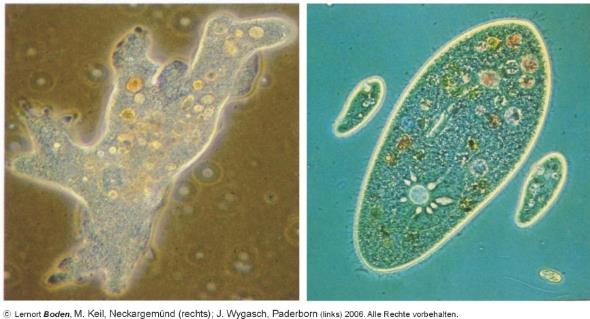 © Lernort Boden, M. Keil, Neckargemünd (rechts); J. Wygasch, Paderborn (links) 2006. Alle Rechte vorbehalten.